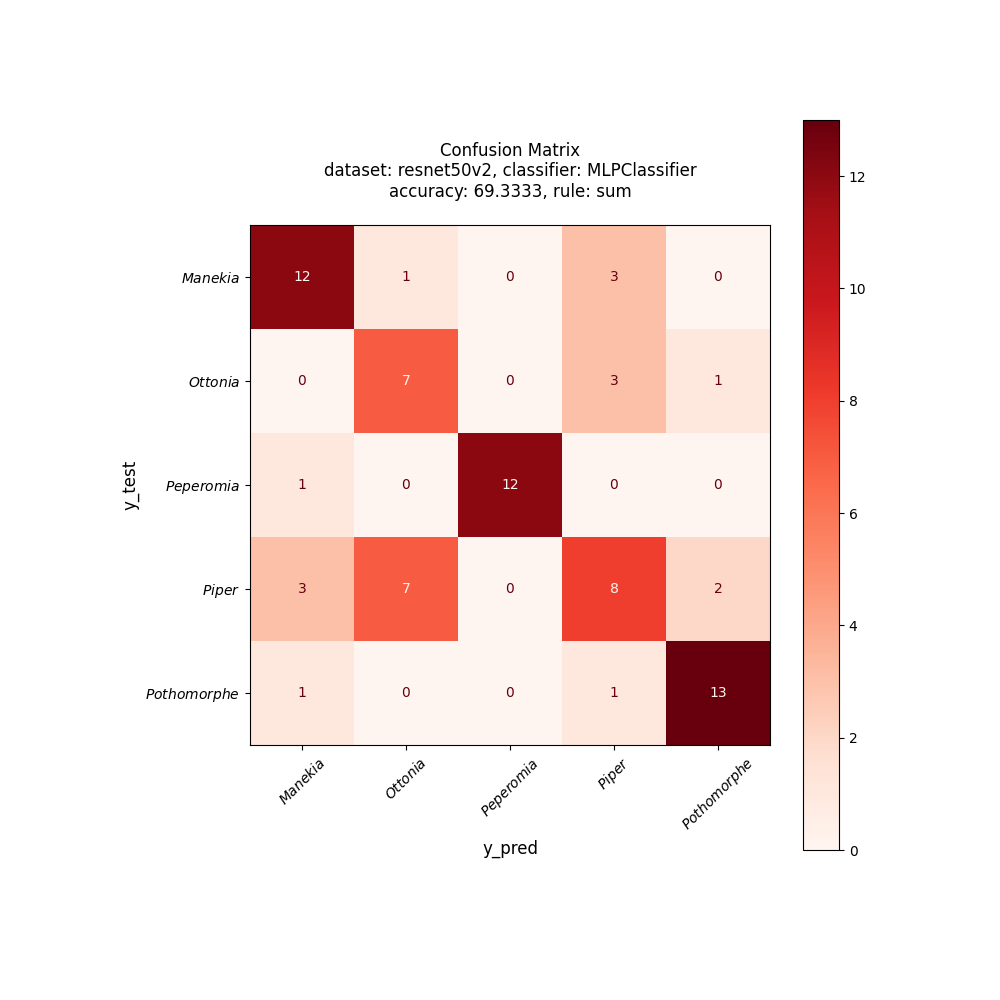 Confusion Matrix
dataset: resnet50v2, classifier: MLPClassifier
accuracy: 69.3333, rule: sum
Manekia 12 1 0 3 0
Ottonia 0 7 0 3 1
Peperomia 1 0 12 0 0
Piper 3 7 0 8 2
Pothomorphe 1 0 0 1 13
Manekia Ottonia Peperomia Piper Pothomorphe
y_pred
y_test
12
10
8
6
4
2
0